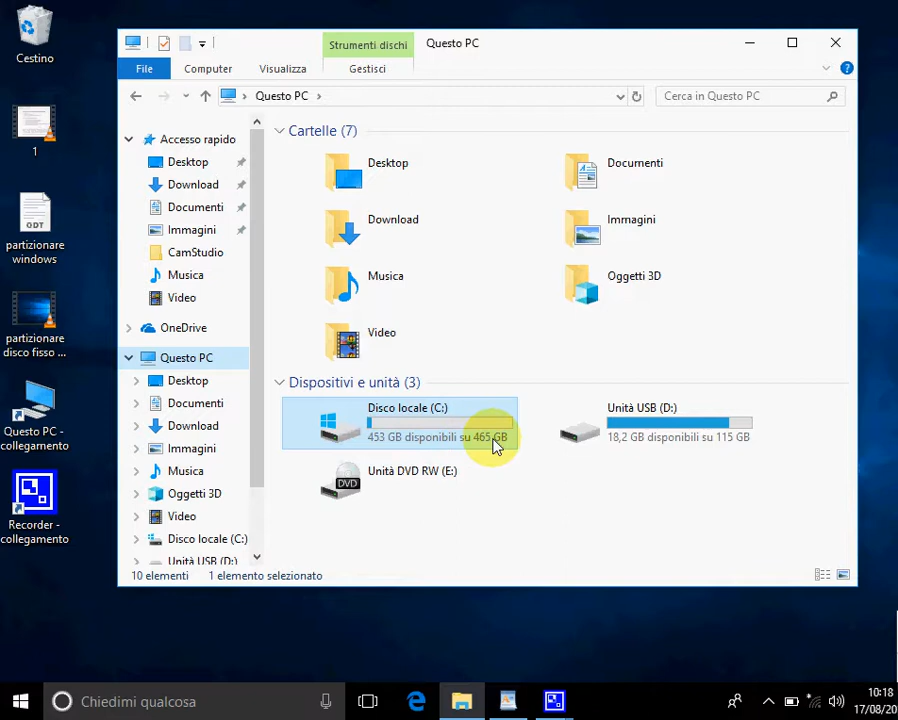 Cestino
1
ODT
partizionare
windows
partizionare
disco fisso ...
Questo PC -
collegamento
Recorder -
collegamento
Strumenti dischi
Questo PC
File
Computer
Visualizza
Gestisci
Questo PC
Cerca in Questo PC
Accesso rapido
Desktop
Download
Documenti
Immagini
CamStudio
Musica
Video
OneDrive
Questo PC
Desktop
Documenti
Download
Immagini
Musica
Oggetti 3D
Video
Disco locale (C:)
Unità USB (D:)
Cartelle (7)
Desktop
Documenti
Download
Immagini
Musica
Oggetti 3D
Video
Dispositivi e unità (3)
Disco locale (C:)
453 GB disponibili su 465 GB
Unità USB (D:)
18,2 GB disponibili su 115 GB
DVD
Unità DVD RW (E:)
10 elementi
1 elemento selezionato
Chiedimi qualcosa
10:18
17/08/20